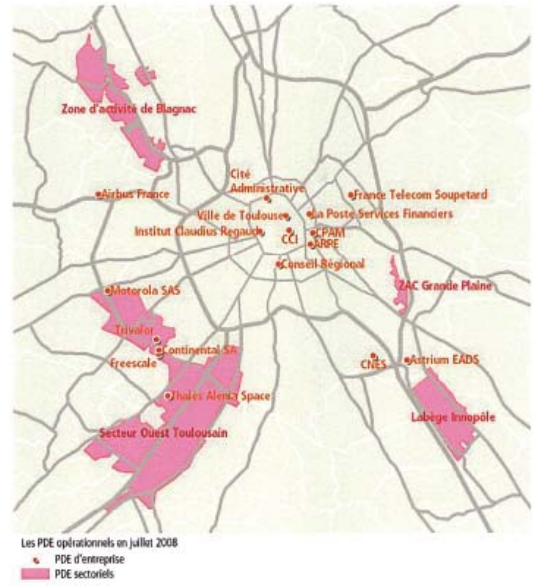 Zone d'activité de Blagnac
Cité
Administrative
Airbus France
France Telecom Soupetard
Ville de Toulouse
La Poste Services Financiers
Institut Claudius Regaud
CCI
CPAM
ARPE
Conseil Régional
Motorola SAS
ZAC Grande Plaine
Trivalor
Continental SA
Freescale
CNES
Astrium EADS
Thales Alenia Space
Labège Innopôle
Secteur Ouest Toulousain
Les PDE opérationnels en juillet 2008
PDE d'entreprise
PDE sectoriels